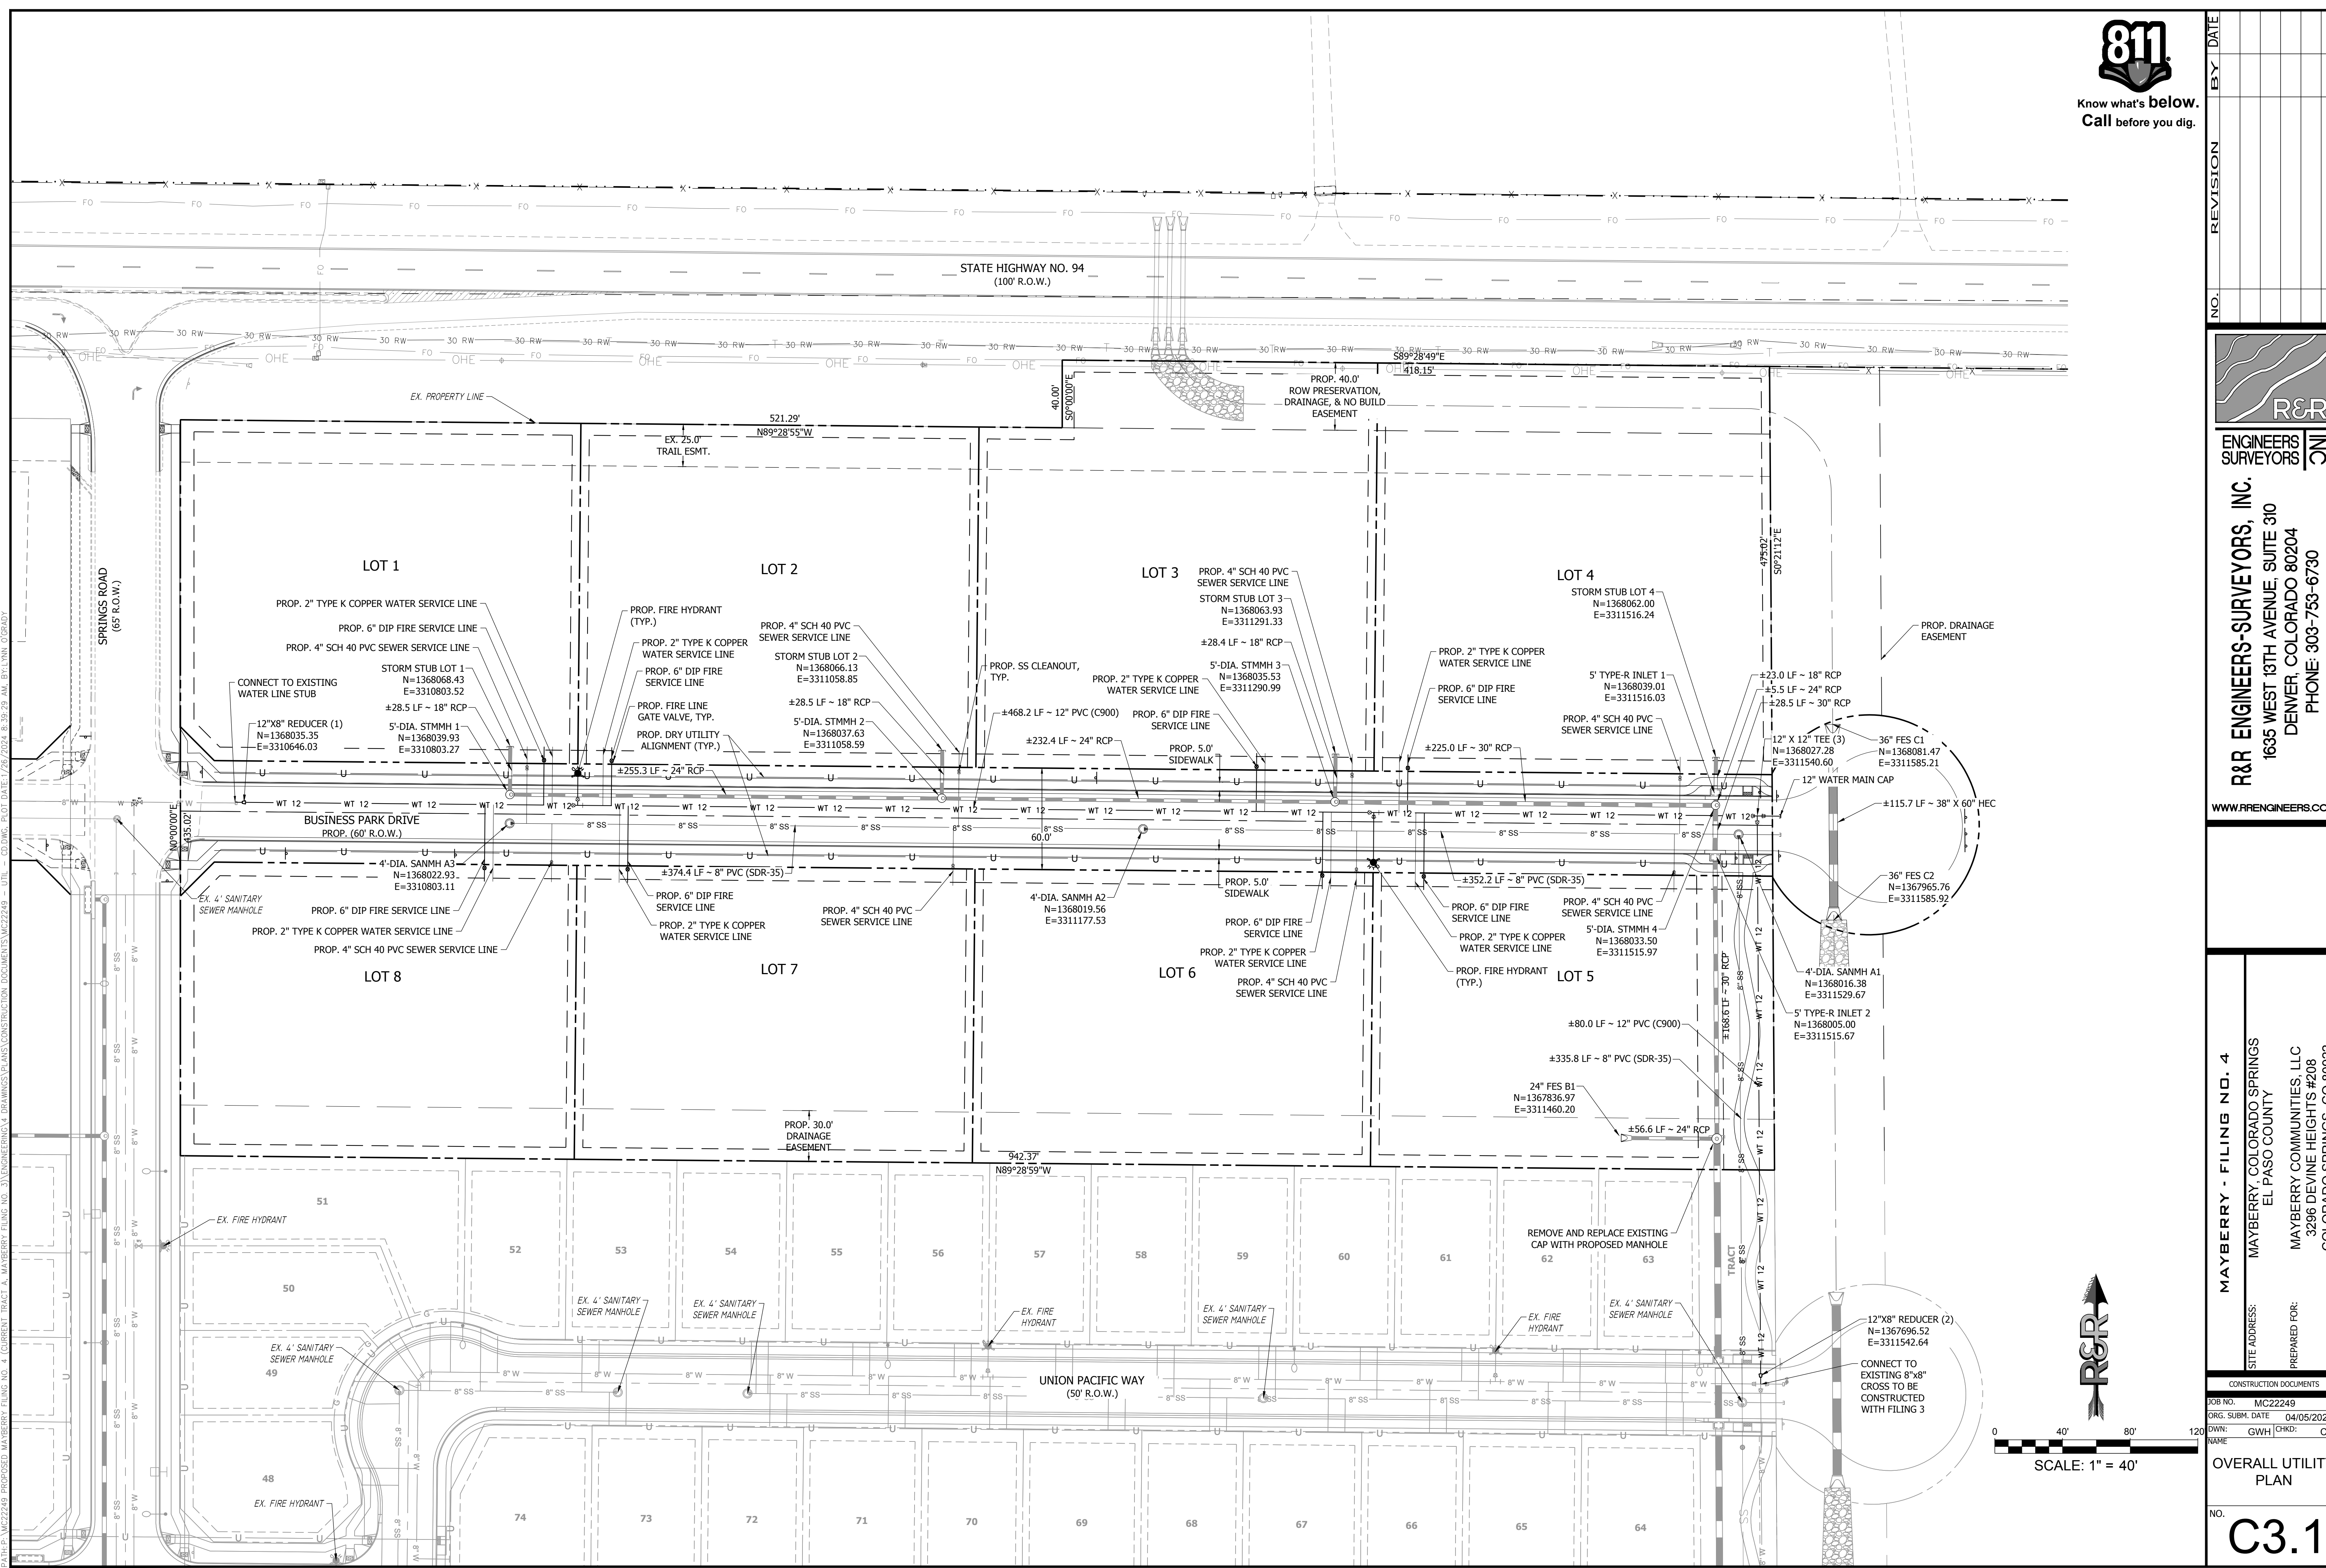 811
Know what's below.
Call before you dig.
STATE HIGHWAY NO. 94
(100' R.O.W.)
EX. PROPERTY LINE
521.29'
N89°28'55"W
EX. 25.0'
TRAIL ESMT.
40.00'
S0°00'00"E
S89°28'49"E
418.15'
PROP. 40.0'
ROW PRESERVATION,
DRAINAGE, & NO BUILD
EASEMENT
475.02'
S0°21'12"E
SPRINGS ROAD
(65' R.O.W.)
LOT 1
LOT 2
LOT 3
LOT 4
PROP. 2" TYPE K COPPER WATER SERVICE LINE
PROP. 6" DIP FIRE SERVICE LINE
PROP. 4" SCH 40 PVC SEWER SERVICE LINE
STORM STUB LOT 1
N=1368068.43
E=3310803.52
±28.5 LF ~ 18" RCP
5'-DIA. STMMH 1
N=1368039.93
E=3310803.27
CONNECT TO EXISTING
WATER LINE STUB
12"X8" REDUCER (1)
N=1368035.35
E=3310646.03
PROP. FIRE HYDRANT
(TYP.)
PROP. 2" TYPE K COPPER
WATER SERVICE LINE
PROP. 6" DIP FIRE
SERVICE LINE
PROP. FIRE LINE
GATE VALVE, TYP.
PROP. DRY UTILITY
ALIGNMENT (TYP.)
±255.3 LF ~ 24" RCP
PROP. 4" SCH 40 PVC
SEWER SERVICE LINE
STORM STUB LOT 2
N=1368066.13
E=3311058.85
±28.5 LF ~ 18" RCP
5'-DIA. STMMH 2
N=1368037.63
E=3311058.59
PROP. SS CLEANOUT,
TYP.
±468.2 LF ~ 12" PVC (C900)
±232.4 LF ~ 24" RCP
PROP. 4" SCH 40 PVC
SEWER SERVICE LINE
STORM STUB LOT 3
N=1368063.93
E=3311291.33
±28.4 LF ~ 18" RCP
5'-DIA. STMMH 3
N=1368035.53
E=3311290.99
PROP. 2" TYPE K COPPER
WATER SERVICE LINE
PROP. 6" DIP FIRE
SERVICE LINE
PROP. 5.0'
SIDEWALK
PROP. 2" TYPE K COPPER
WATER SERVICE LINE
PROP. 6" DIP FIRE
SERVICE LINE
±225.0 LF ~ 30" RCP
STORM STUB LOT 4
N=1368062.00
E=3311516.24
5' TYPE-R INLET 1
N=1368039.01
E=3311516.03
PROP. 4" SCH 40 PVC
SEWER SERVICE LINE
PROP. DRAINAGE
EASEMENT
±23.0 LF ~ 18" RCP
±5.5 LF ~ 24" RCP
±28.5 LF ~ 30" RCP
12" X 12" TEE (3)
N=1368027.28
E=3311540.60
36" FES C1
N=1368081.47
E=3311585.21
12" WATER MAIN CAP
±115.7 LF ~ 38" X 60" HEC
36" FES C2
N=1367965.76
E=3311585.92
BUSINESS PARK DRIVE
PROP. (60' R.O.W.)
60.0'
N0°00'00"E
435.02'
4'-DIA. SANMH A3
N=1368022.93
E=3310803.11
EX. 4' SANITARY
SEWER MANHOLE
PROP. 6" DIP FIRE SERVICE LINE
PROP. 2" TYPE K COPPER WATER SERVICE LINE
PROP. 4" SCH 40 PVC SEWER SERVICE LINE
±374.4 LF ~ 8" PVC (SDR-35)
PROP. 6" DIP FIRE
SERVICE LINE
PROP. 2" TYPE K COPPER
WATER SERVICE LINE
PROP. 4" SCH 40 PVC
SEWER SERVICE LINE
4'-DIA. SANMH A2
N=1368019.56
E=3311177.53
PROP. 5.0'
SIDEWALK
PROP. 6" DIP FIRE
SERVICE LINE
PROP. 2" TYPE K COPPER
WATER SERVICE LINE
PROP. 4" SCH 40 PVC
SEWER SERVICE LINE
±352.2 LF ~ 8" PVC (SDR-35)
PROP. 6" DIP FIRE
SERVICE LINE
PROP. 2" TYPE K COPPER
WATER SERVICE LINE
PROP. FIRE HYDRANT
(TYP.)
PROP. 4" SCH 40 PVC
SEWER SERVICE LINE
5'-DIA. STMMH 4
N=1368033.50
E=3311515.97
4'-DIA. SANMH A1
N=1368016.38
E=3311529.67
5' TYPE-R INLET 2
N=1368005.00
E=3311515.67
LOT 8
LOT 7
LOT 6
LOT 5
±168.6 LF ~ 30" RCP
±80.0 LF ~ 12" PVC (C900)
±335.8 LF ~ 8" PVC (SDR-35)
24" FES B1
N=1367836.97
E=3311460.20
±56.6 LF ~ 24" RCP
PROP. 30.0'
DRAINAGE
EASEMENT
942.37'
N89°28'59"W
REMOVE AND REPLACE EXISTING
CAP WITH PROPOSED MANHOLE
TRACT
51
52
53
54
55
56
57
58
59
60
61
62
63
50
49
48
EX. FIRE HYDRANT
EX. 4' SANITARY
SEWER MANHOLE
EX. 4' SANITARY
SEWER MANHOLE
EX. 4' SANITARY
SEWER MANHOLE
EX. FIRE
HYDRANT
EX. 4' SANITARY
SEWER MANHOLE
EX. FIRE
HYDRANT
EX. 4' SANITARY
SEWER MANHOLE
UNION PACIFIC WAY
(50' R.O.W.)
12"X8" REDUCER (2)
N=1367696.52
E=3311542.64
CONNECT TO
EXISTING 8"x8"
CROSS TO BE
CONSTRUCTED
WITH FILING 3
EX. FIRE HYDRANT
74
73
72
71
70
69
68
67
66
65
64
R&R
0 40' 80' 120
SCALE: 1" = 40'
NO. REVISION BY DATE
R&R
ENGINEERS
SURVEYORS
INC
R&R ENGINEERS-SURVEYORS, INC.
1635 WEST 13TH AVENUE, SUITE 310
DENVER, COLORADO 80204
PHONE: 303-753-6730
WWW.RRENGINEERS.CO
MAYBERRY - FILING NO. 4
SITE ADDRESS:
MAYBERRY, COLORADO SPRINGS
EL PASO COUNTY
PREPARED FOR:
MAYBERRY COMMUNITIES, LLC
3296 DEVINE HEIGHTS #208
CONSTRUCTION DOCUMENTS
JOB NO. MC22249
ORG. SUBM. DATE 04/05/202
DWN: GWH CHKD: C
NAME
OVERALL UTILIT
PLAN
NO.
C3.1